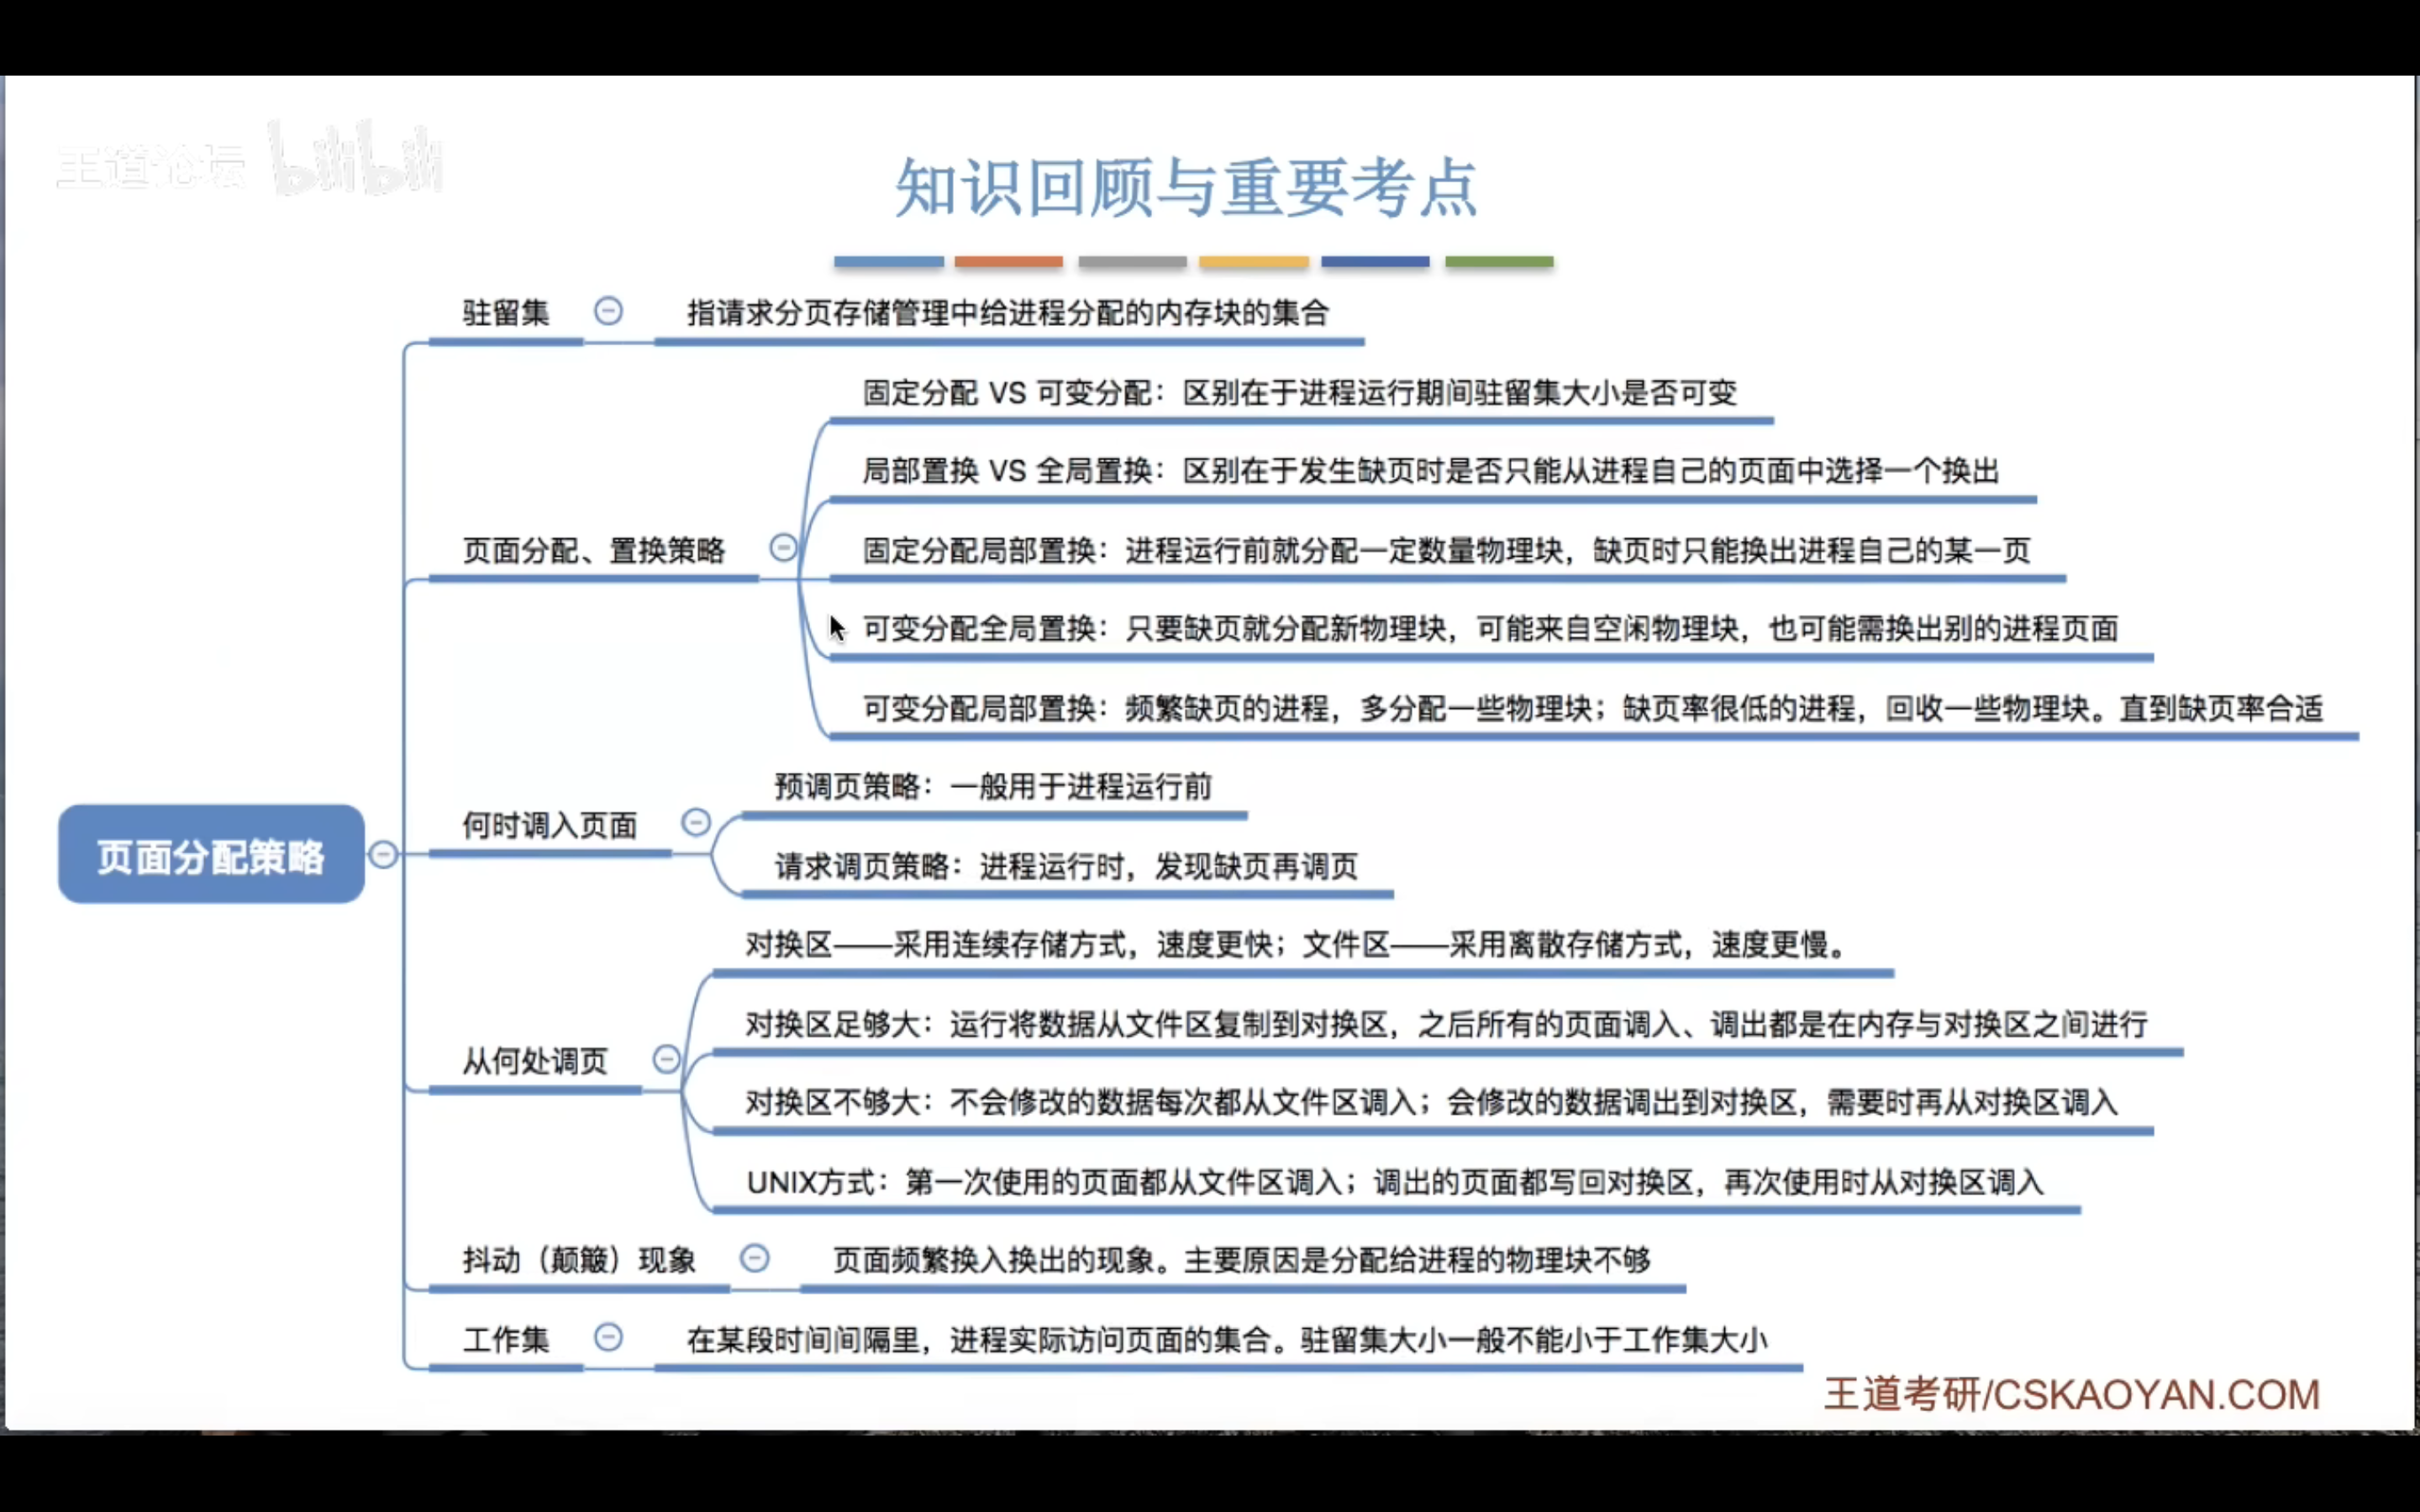 王道论坛 bilibili
知识回顾与重要考点
驻留集
指请求分页存储管理中给进程分配的内存块的集合
固定分配 VS 可变分配：区别在于进程运行期间驻留集大小是否可变
局部置换 VS 全局置换：区别在于发生缺页时是否只能从进程自己的页面中选择一个换出
页面分配、置换策略
固定分配局部置换：进程运行前就分配一定数量物理块，缺页时只能换出进程自己的某一页
可变分配全局置换：只要缺页就分配新物理块，可能来自空闲物理块，也可能需换出别的进程页面
可变分配局部置换：频繁缺页的进程，多分配一些物理块；缺页率很低的进程，回收一些物理块。直到缺页率合适
页面分配策略
何时调入页面
预调页策略：一般用于进程运行前
请求调页策略：进程运行时，发现缺页再调页
从何处调页
对换区——采用连续存储方式，速度更快；文件区——采用离散存储方式，速度更慢。
对换区足够大：运行将数据从文件区复制到对换区，之后所有的页面调入、调出都是在内存与对换区之间进行
对换区不够大：不会修改的数据每次都从文件区调入；会修改的数据调出到对换区，需要时再从对换区调入
UNIX方式：第一次使用的页面都从文件区调入；调出的页面都写回对换区，再次使用时从对换区调入
抖动（颠簸）现象
页面频繁换入换出的现象。主要原因是分配给进程的物理块不够
工作集
在某段时间间隔里，进程实际访问页面的集合。驻留集大小一般不能小于工作集大小
王道考研/CSKAOYAN.COM